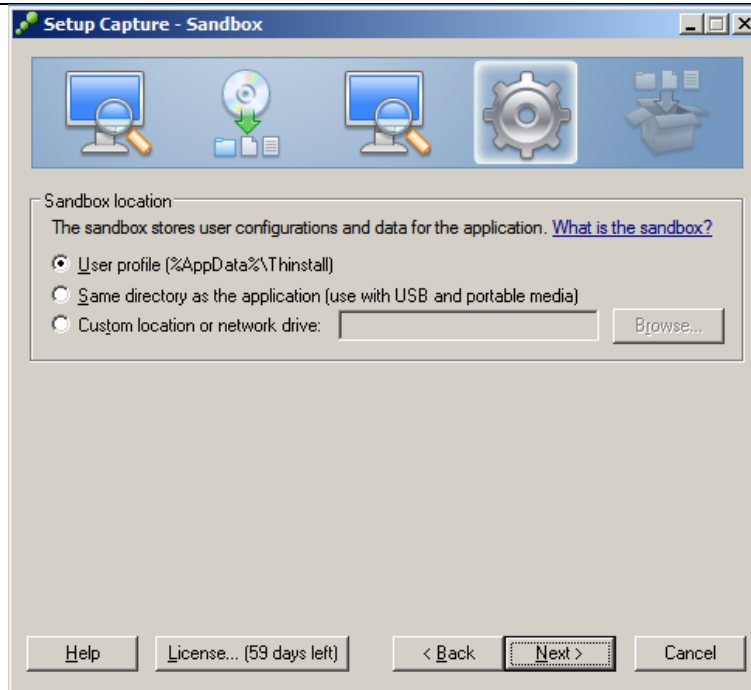 Setup Capture - Sandbox
Sandbox location
The sandbox stores user configurations and data for the application. What is the sandbox?
User profile (%AppData%\Thinstall)
Same directory as the application (use with USB and portable media)
Custom location or network drive:
Browse...
Help
License... (59 days left)
< Back
Next >
Cancel